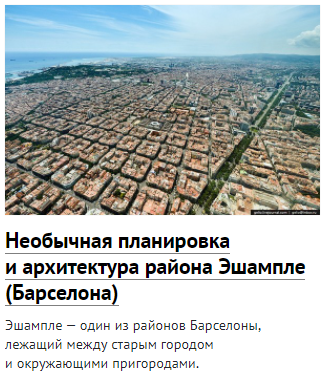 Необычная планировка
и архитектура района Эшампле
(Барселона)
Эшампле — один из районов Барселоны,
лежащий между старым городом
и окружающими пригородами.